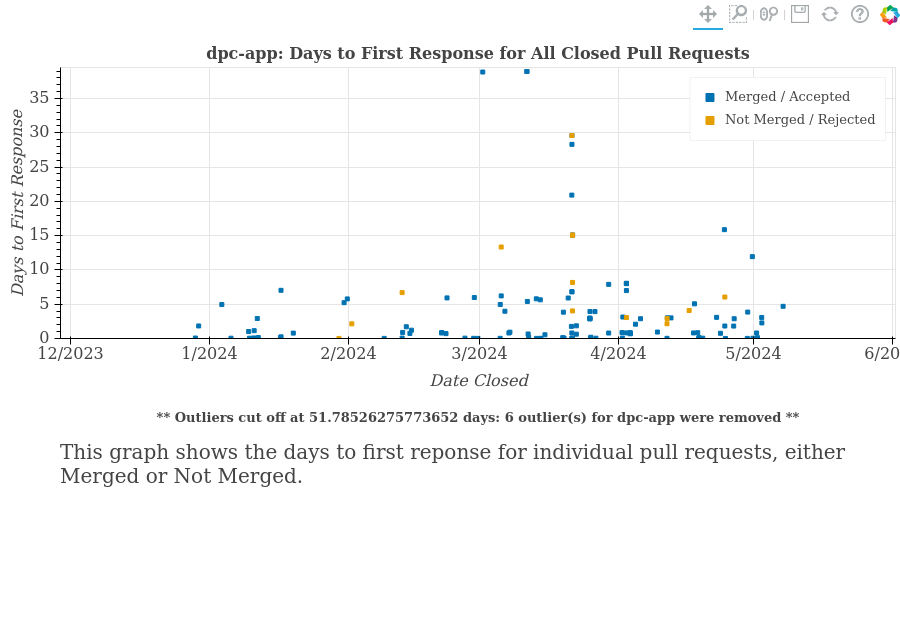 dpc-app: Days to First Response for All Closed Pull Requests
Days to First Response
35
30
25
20
15
10
5
0
Merged / Accepted
Not Merged / Rejected
12/2023
1/2024
2/2024
3/2024
4/2024
5/2024
6/20
Date Closed
** Outliers cut off at 51.78526275773652 days: 6 outlier(s) for dpc-app were removed **
This graph shows the days to first reponse for individual pull requests, either
Merged or Not Merged.